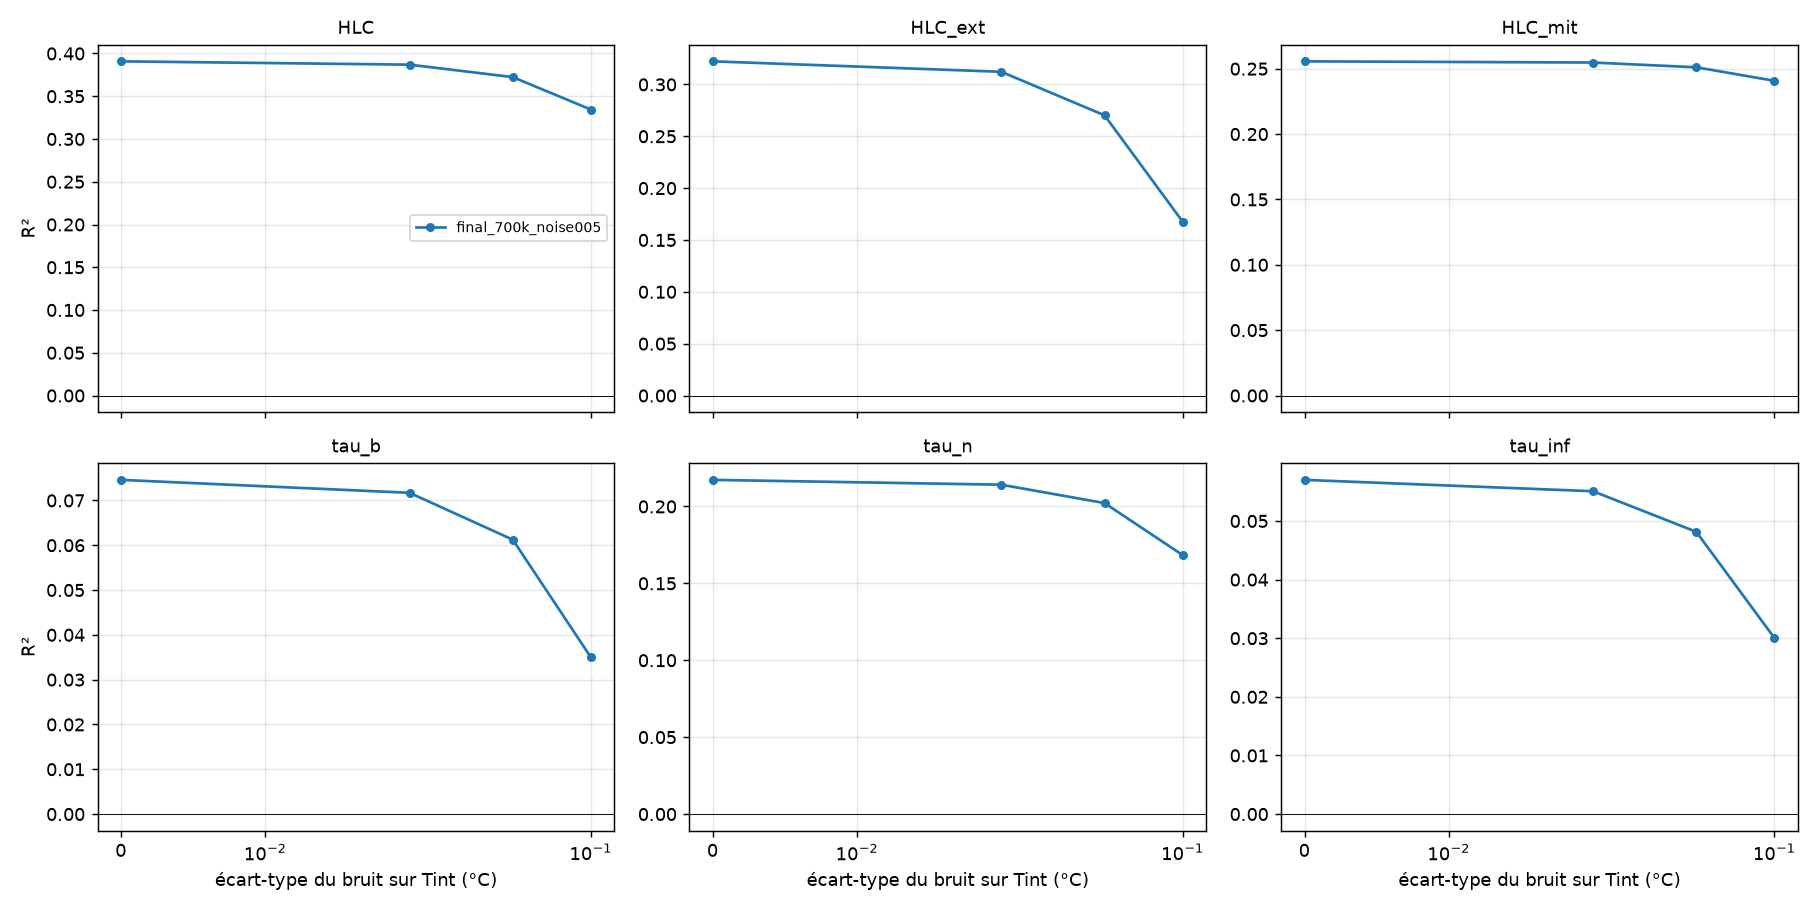 HLC
HLC_ext
HLC_mit
0.40
0.35
0.30
0.25
0.20
0.15
0.10
0.05
0.00
R²
final_700k_noise005
0.30
0.25
0.20
0.15
0.10
0.05
0.00
0.25
0.20
0.15
0.10
0.05
0.00
tau_b
tau_n
tau_inf
0.07
0.06
0.05
0.04
0.03
0.02
0.01
0.00
R²
0 10⁻² 10⁻¹
écart-type du bruit sur Tint (°C)
0.20
0.15
0.10
0.05
0.00
0 10⁻² 10⁻¹
écart-type du bruit sur Tint (°C)
0.05
0.04
0.03
0.02
0.01
0.00
0 10⁻² 10⁻¹
écart-type du bruit sur Tint (°C)